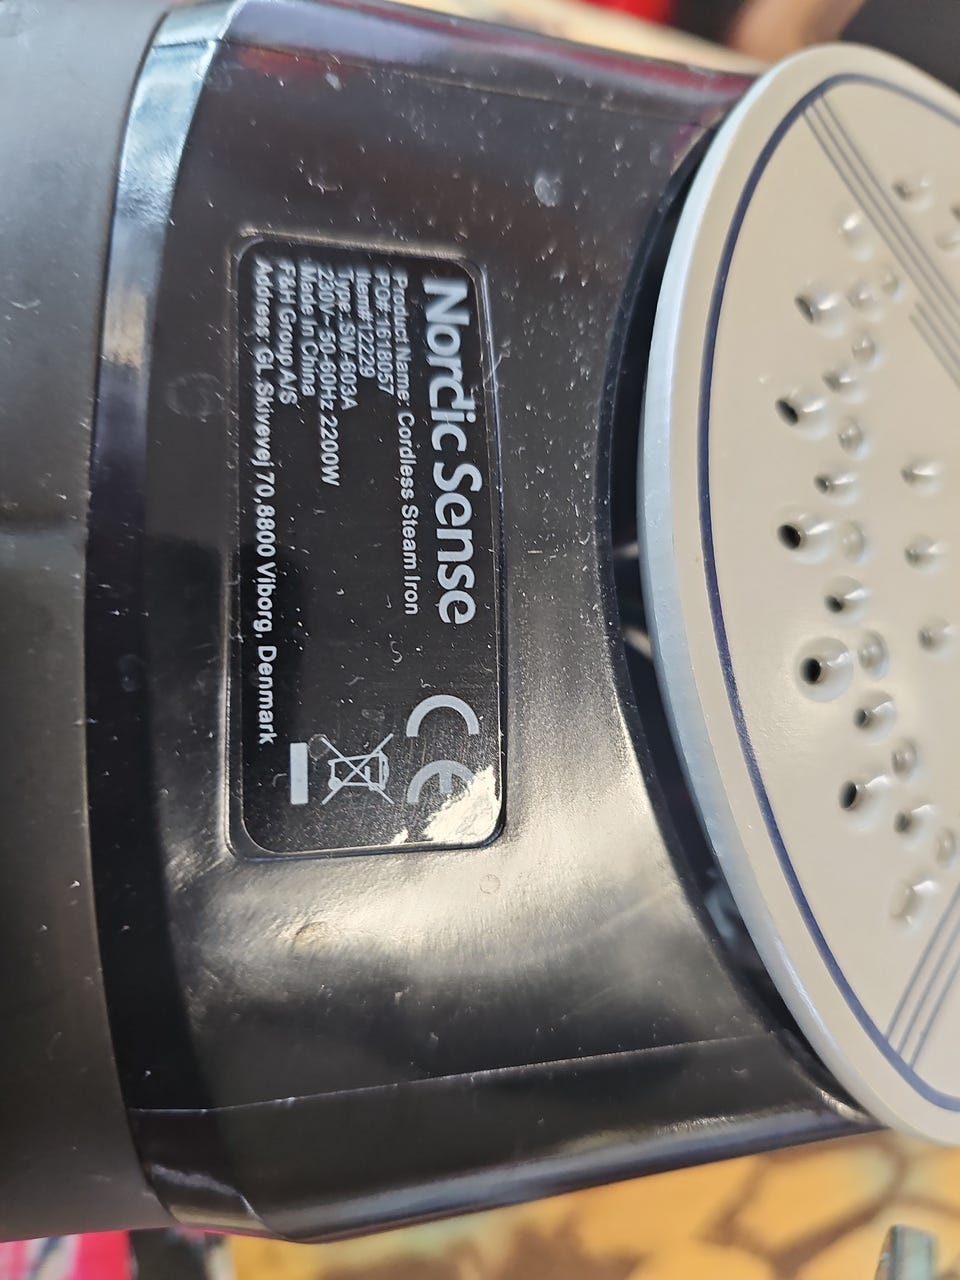 Nordic Sense
Product Name: Cordless Steam Iron
PO#: 1618057
Item#12229
Type: SW-603A
230V~ 50-60Hz 2200W
Made In China
F&H Group A/S
Address: GL.Skivevej 70,8800 Viborg, Denmark
CE